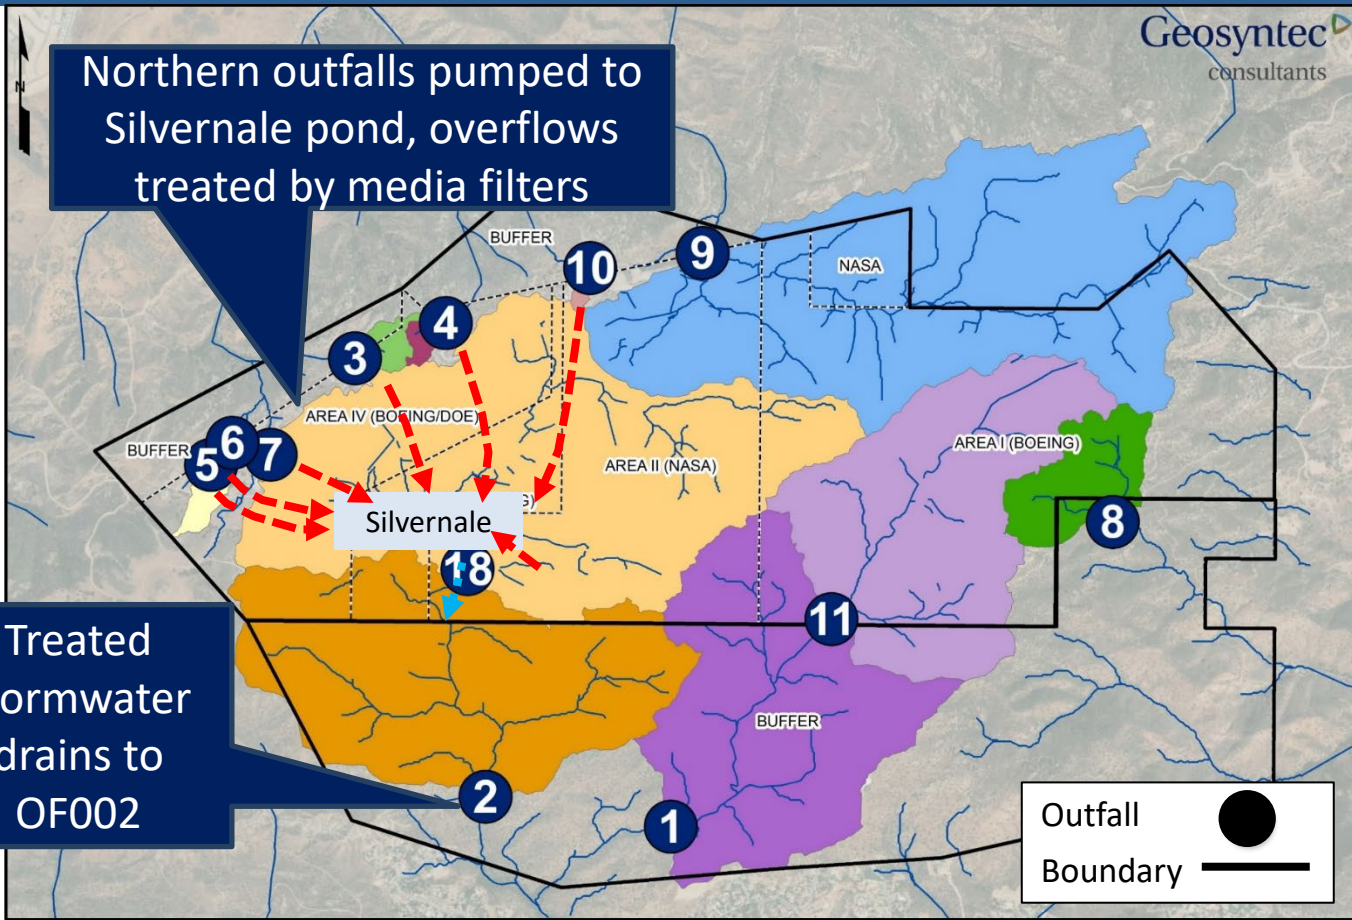 Geosyntec
consultants
N
Northern outfalls pumped to
Silvernale pond, overflows
treated by media filters
BUFFER
9
10
NASA
4
3
AREA IV (BOEING/DOE)
AREA I (BOEING)
BUFFER
6
5
7
AREA II (NASA)
G)
Silvernale
8
18
11
Treated
ormwater
drains to
OF002
BUFFER
2
1
Outfall
Boundary